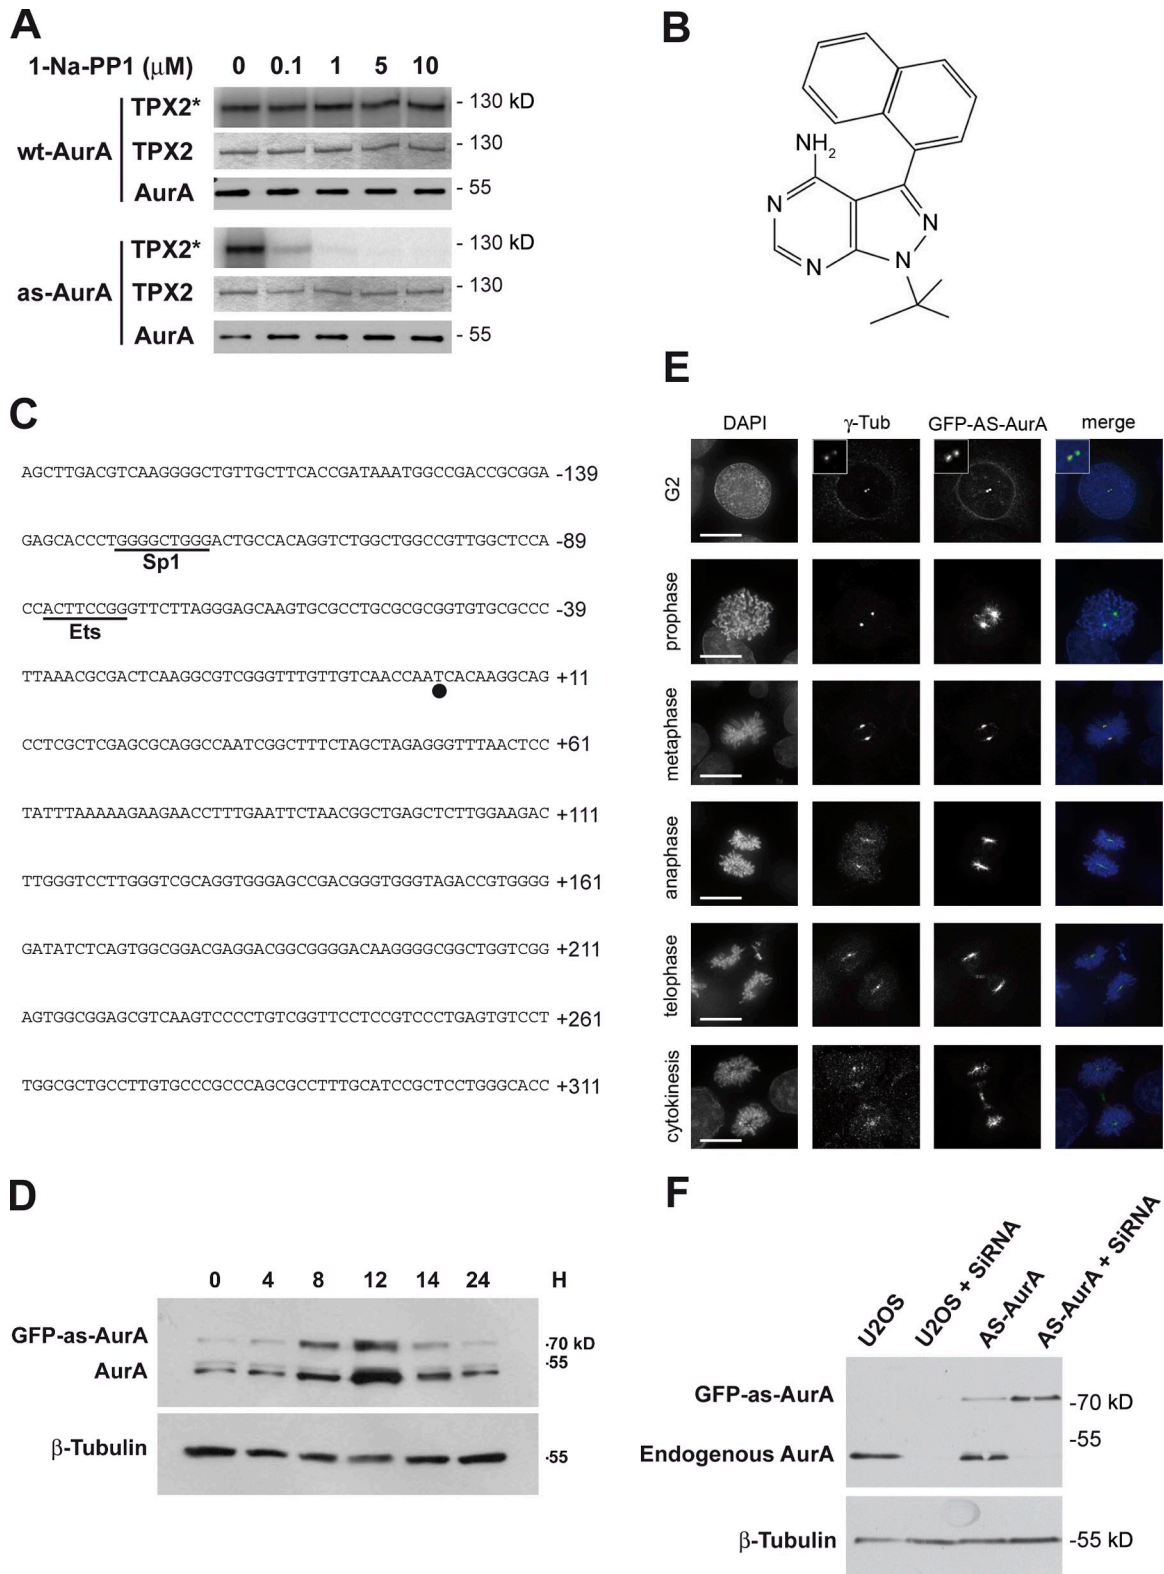 A
1-Na-PP1 (μM) 0 0.1 1 5 10
TPX2* - 130 kD
wt-AurA TPX2 - 130
AurA - 55
TPX2* - 130 kD
as-AurA TPX2 - 130
AurA - 55
B
NH2
N
N
N
N
C
AGCTTGACGTCAAGGGGCTGTTGCTTCACCGATAAATGGCCGACCGCGGA -139
GAGCACCCTGGGGCTGGGACTGCCACAGGTCTGGCTGGCCGTTGGCTCCA -89
Sp1
CCACTTCCGGGTTCTTAGGGAGCAAGTGCGCCTGCGCGCGGTGTGCGCCC -39
Ets
TTAAACGCGACTCAAGGCGTCGGGTTTGTTGTCAACCAATCACAAGGCAG +11
CCTCGCTCGAGCGCAGGCCAATCGGCTTTCTAGCTAGAGGGTTTAACTCC +61
TATTTAAAAAGAAGAACCTTTGAATTCTAACGGCTGAGCTCTTGGAAGAC +111
TTGGGTCCTTGGGTCGCAGGTGGGAGCCGACGGGTGGGTAGACCGTGGGG +161
GATATCTCAGTGGCGGACGAGGACGGCGGGGACAAGGGGCGGCTGGTCGG +211
AGTGGCGGAGCGTCAAGTCCCCTGTCGGTTCCTCCGTCCCTGAGTGTCCT +261
TGGCGCTGCCTTGTGCCCGCCCAGCGCCTTTGCATCCGCTCCTGGGCACC +311
D
0 4 8 12 14 24 H
GFP-as-AurA ·70 kD
·55
AurA
β-Tubulin ·55
E
DAPI γ-Tub GFP-AS-AurA merge
G2
prophase
metaphase
anaphase
telophase
cytokinesis
F
U2OS
U2OS + SiRNA
AS-AurA
AS-AurA + SiRNA
GFP-as-AurA -70 kD
-55
Endogenous AurA
β-Tubulin -55 kD